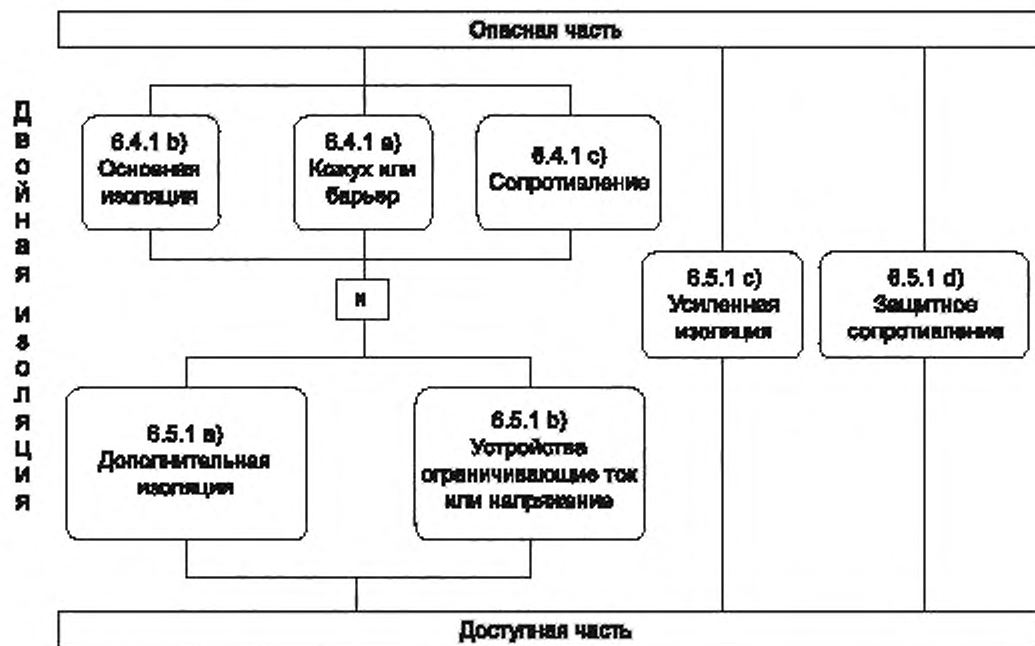 Опасная часть
Двойная изоляция
6.4.1 b)
Основная
изоляция
6.4.1 a)
Кожух или
барьер
6.4.1 c)
Сопротивление
и
6.5.1 c)
Усиленная
изоляция
6.5.1 d)
Защитное
сопротивление
6.5.1 a)
Дополнительная
изоляция
6.5.1 b)
Устройства
ограничивающие ток
или напряжение
Доступная часть